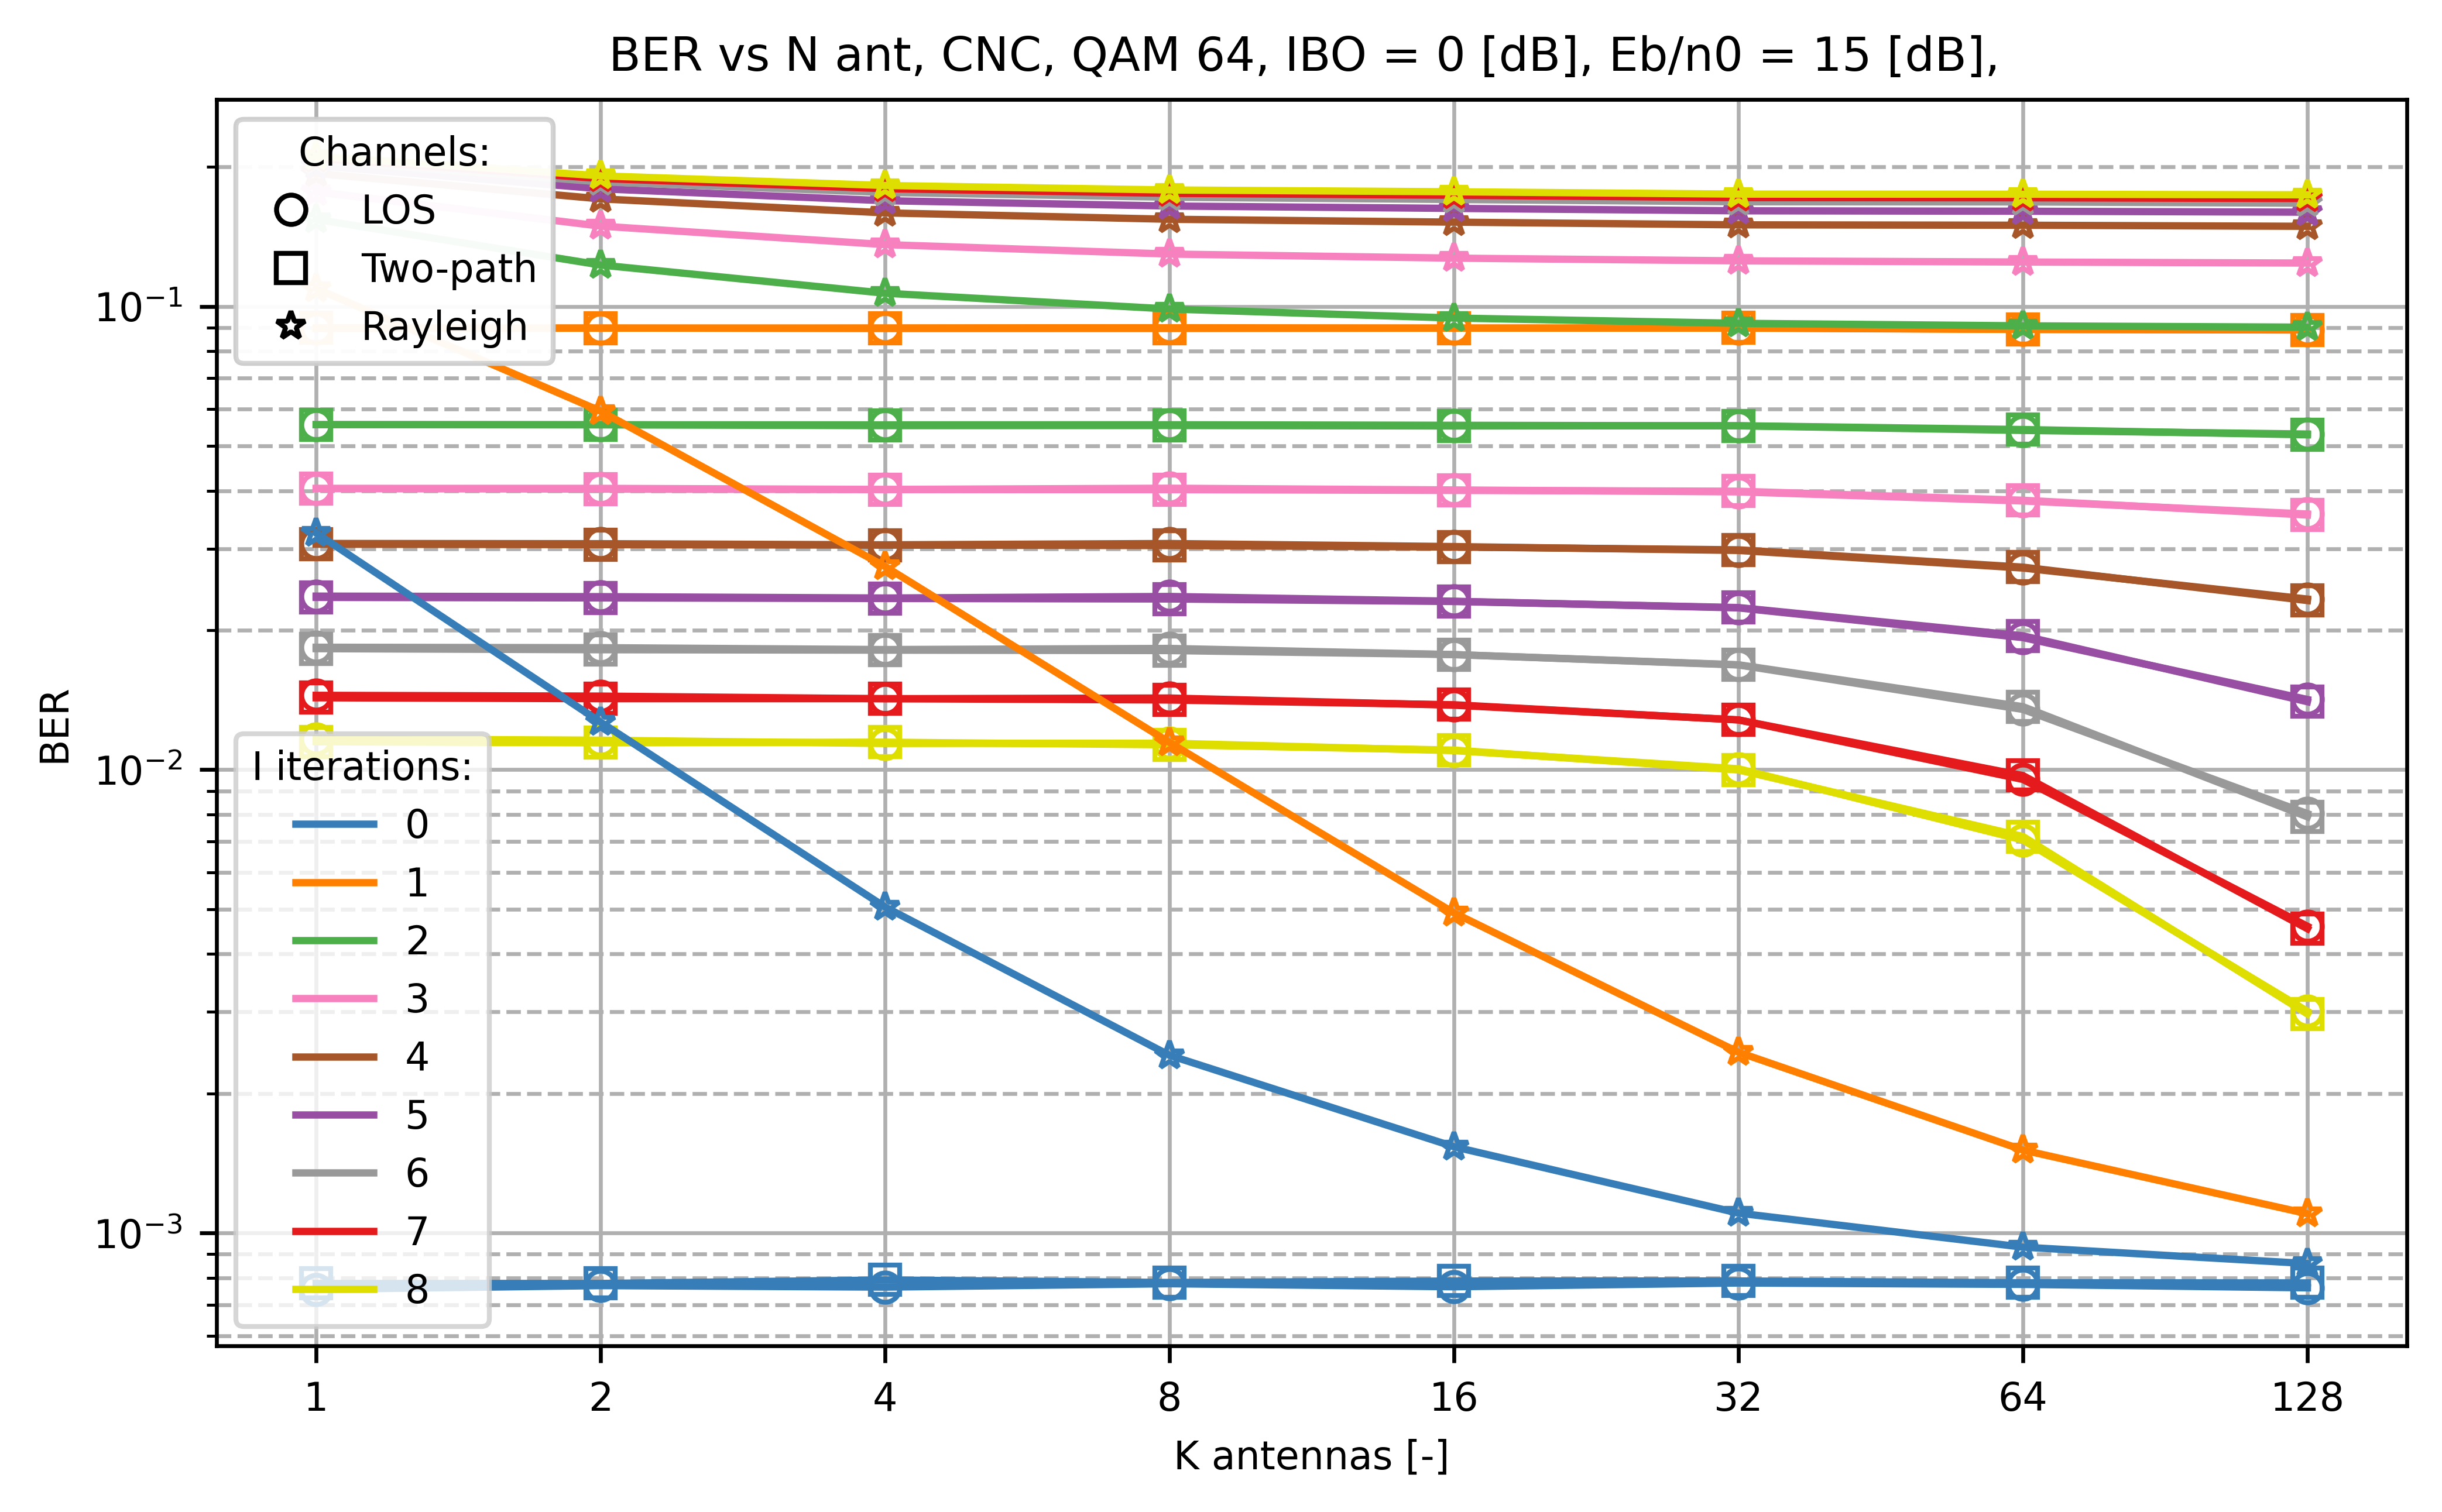 BER vs N ant, CNC, QAM 64, IBO = 0 [dB], Eb/n0 = 15 [dB],
Channels:
LOS
Two-path
Rayleigh
10⁻¹
10⁻²
10⁻³
BER
I iterations:
0
1
2
3
4
5
6
7
8
1 2 4 8 16 32 64 128
K antennas [-]